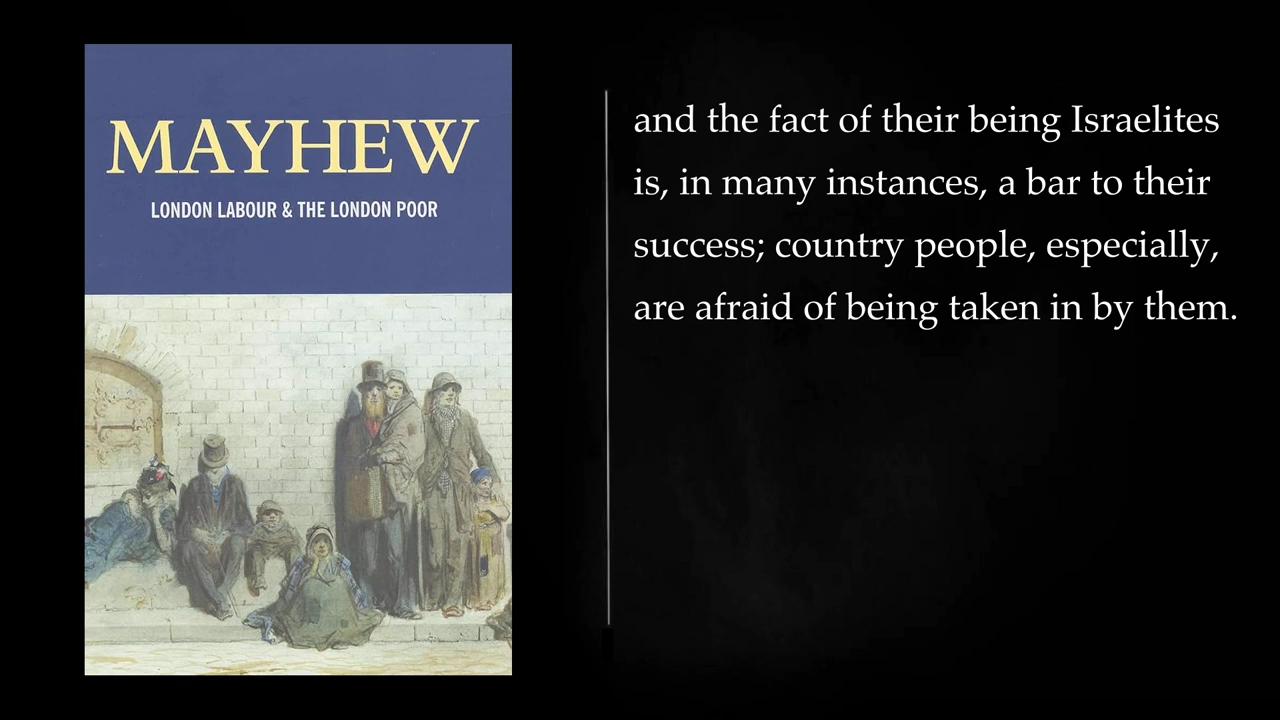 MAYHEW
LONDON LABOUR & THE LONDON POOR
and the fact of their being Israelites
is, in many instances, a bar to their
success; country people, especially,
are afraid of being taken in by them.